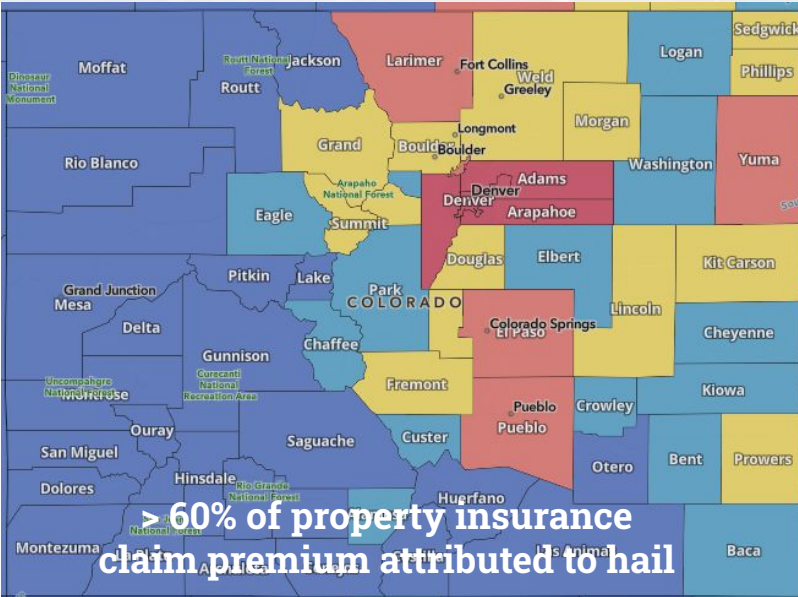 Sedgwick
Moffat
Routt National
Forest
Jackson
Larimer
Fort Collins
Weld
Logan
Phillips
Dinosaur
National
Monument
Routt
Greeley
Morgan
Longmont
Grand
Boulder
Boulder
Rio Blanco
Washington
Yuma
Arapaho
National Forest
Adams
Denver
Denver
Arapahoe
Eagle
Summit
Douglas
Elbert
Kit Carson
Pitkin
Lake
Park
Grand Junction
Mesa
COLORADO
Lincoln
Delta
Colorado Springs
El Paso
Cheyenne
Chaffee
Gunnison
Curecanti
National
Recreation Area
Uncompahgre
National Forest
Montrose
Fremont
Kiowa
Pueblo
Crowley
Pueblo
Ouray
Saguache
Custer
San Miguel
Otero
Bent
Prowers
Hinsdale
Dolores
Rio Grande
National Forest
Huerfano
> 60% of property insurance
claim premium attributed to hail
Montezuma
Las Animas
Baca